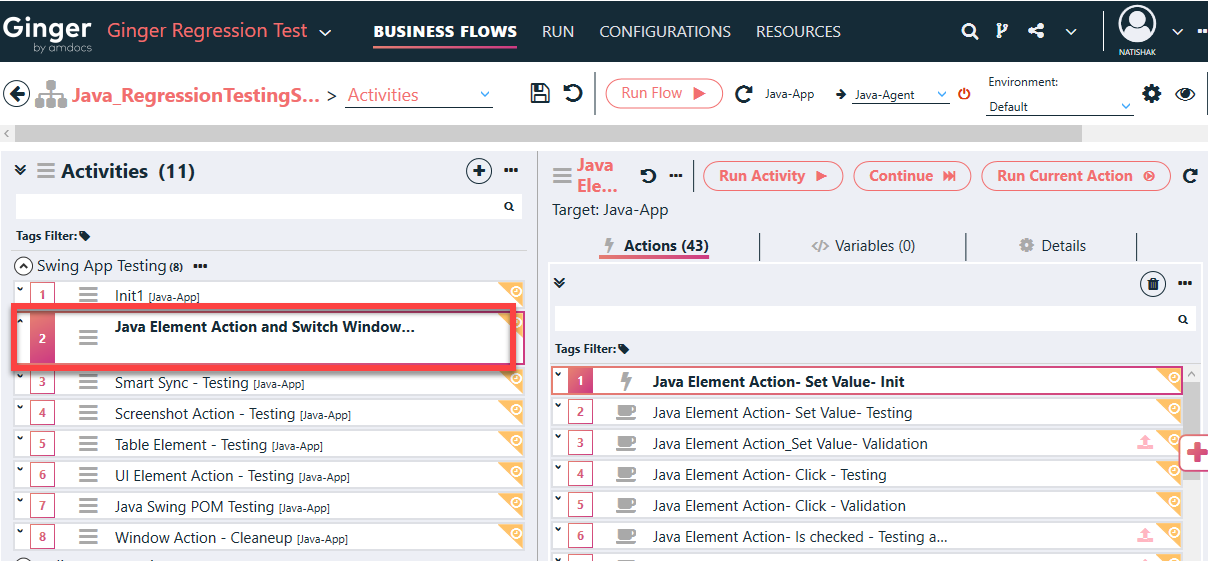 Ginger
by amdocs
Ginger Regression Test
BUSINESS FLOWS
RUN
CONFIGURATIONS
RESOURCES
NATISHAK
Java_RegressionTestingS... >
Activities
Run Flow
Java-App
Java-Agent
Environment:
Default
Activities (11)
Tags Filter:
Swing App Testing (8)
1 Init1 [Java-App]
2 Java Element Action and Switch Window...
3 Smart Sync - Testing [Java-App]
4 Screenshot Action - Testing [Java-App]
5 Table Element - Testing [Java-App]
6 UI Element Action - Testing [Java-App]
7 Java Swing POM Testing [Java-App]
8 Window Action - Cleanup [Java-App]
Java
Ele...
Run Activity
Continue
Run Current Action
Target: Java-App
Actions (43)
</> Variables (0)
Details
Tags Filter:
1 Java Element Action- Set Value- Init
2 Java Element Action- Set Value- Testing
3 Java Element Action_Set Value- Validation
4 Java Element Action- Click - Testing
5 Java Element Action- Click - Validation
6 Java Element Action- Is checked - Testing a...